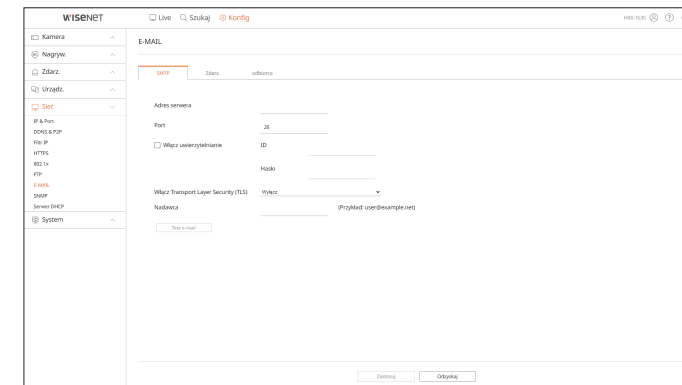 WISENET
Live Szukaj Konfig
HRX-1635
Kamera
Nagryw.
Zdarz.
Urządz.
Sieć
IP & Port
DDNS & P2P
Filtr IP
HTTPS
802.1x
FTP
E-MAIL
SNMP
Serwer DHCP
System
E-MAIL
SMTP Zdarz. odbiorca
Adres serwera
Port 25
Włącz uwierzytelnianie ID
Hasło
Włącz Transport Layer Security (TLS) Wyłącz
Nadawca (Przykład: user@example.net)
Test e-mail
Zastosuj Odzyskaj